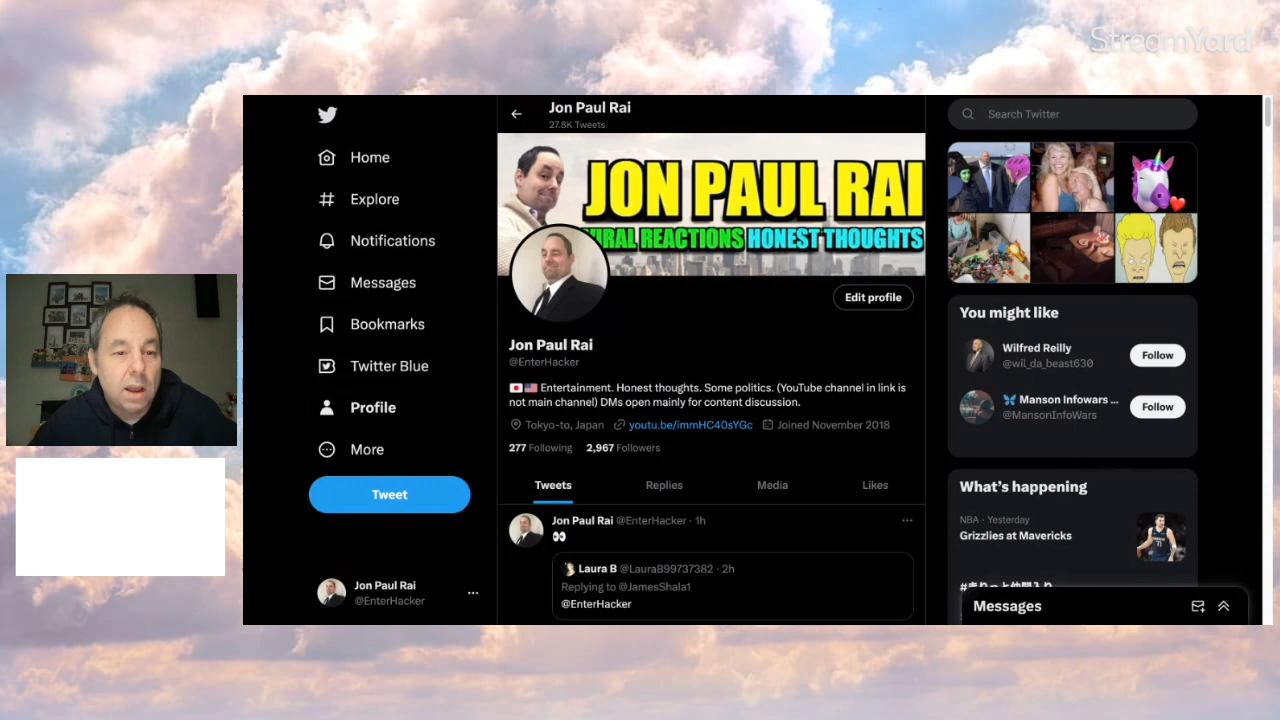 StreamYard
Jon Paul Rai
27.8K Tweets
Search Twitter
Home
Explore
Notifications
Messages
Bookmarks
Twitter Blue
Profile
More
Tweet
Jon Paul Rai
@EnterHacker
JON PAUL RAI
IRAL REACTIONS HONEST THOUGHTS
Edit profile
Jon Paul Rai
@EnterHacker
🇯🇵🇺🇸 Entertainment. Honest thoughts. Some politics. (YouTube channel in link is
not main channel) DMs open mainly for content discussion.
Tokyo-to, Japan youtu.be/immHC40sYGc Joined November 2018
277 Following 2,967 Followers
Tweets Replies Media Likes
Jon Paul Rai @EnterHacker · 1h
👀
Laura B @LauraB99737382 · 2h
Replying to @JamesShala1
@EnterHacker
You might like
Wilfred Reilly
@wil_da_beast630
Follow
🦋 Manson Infowars ...
@MansonInfoWars
Follow
What's happening
NBA · Yesterday
Grizzlies at Mavericks
Messages